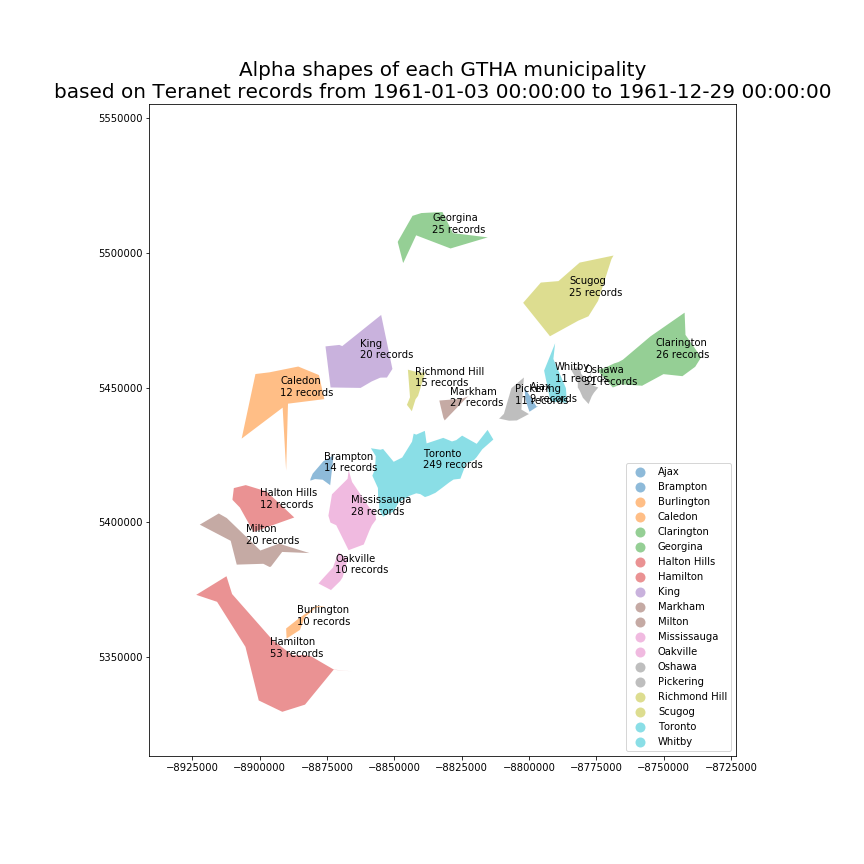 Alpha shapes of each GTHA municipality
based on Teranet records from 1961-01-03 00:00:00 to 1961-12-29 00:00:00
5550000
5500000
5450000
5400000
5350000
Georgina
25 records
Scugog
25 records
King
20 records
Clarington
26 records
Richmond Hill
15 records
Whitby
11 records
Oshawa
21 records
Caledon
12 records
Markham
27 records
Pickering
11 records
Ajax
9 records
Brampton
14 records
Toronto
249 records
Halton Hills
12 records
Mississauga
28 records
Milton
20 records
Oakville
10 records
Burlington
10 records
Hamilton
53 records
Ajax
Brampton
Burlington
Caledon
Clarington
Georgina
Halton Hills
Hamilton
King
Markham
Milton
Mississauga
Oakville
Oshawa
Pickering
Richmond Hill
Scugog
Toronto
Whitby
−8925000 −8900000 −8875000 −8850000 −8825000 −8800000 −8775000 −8750000 −8725000